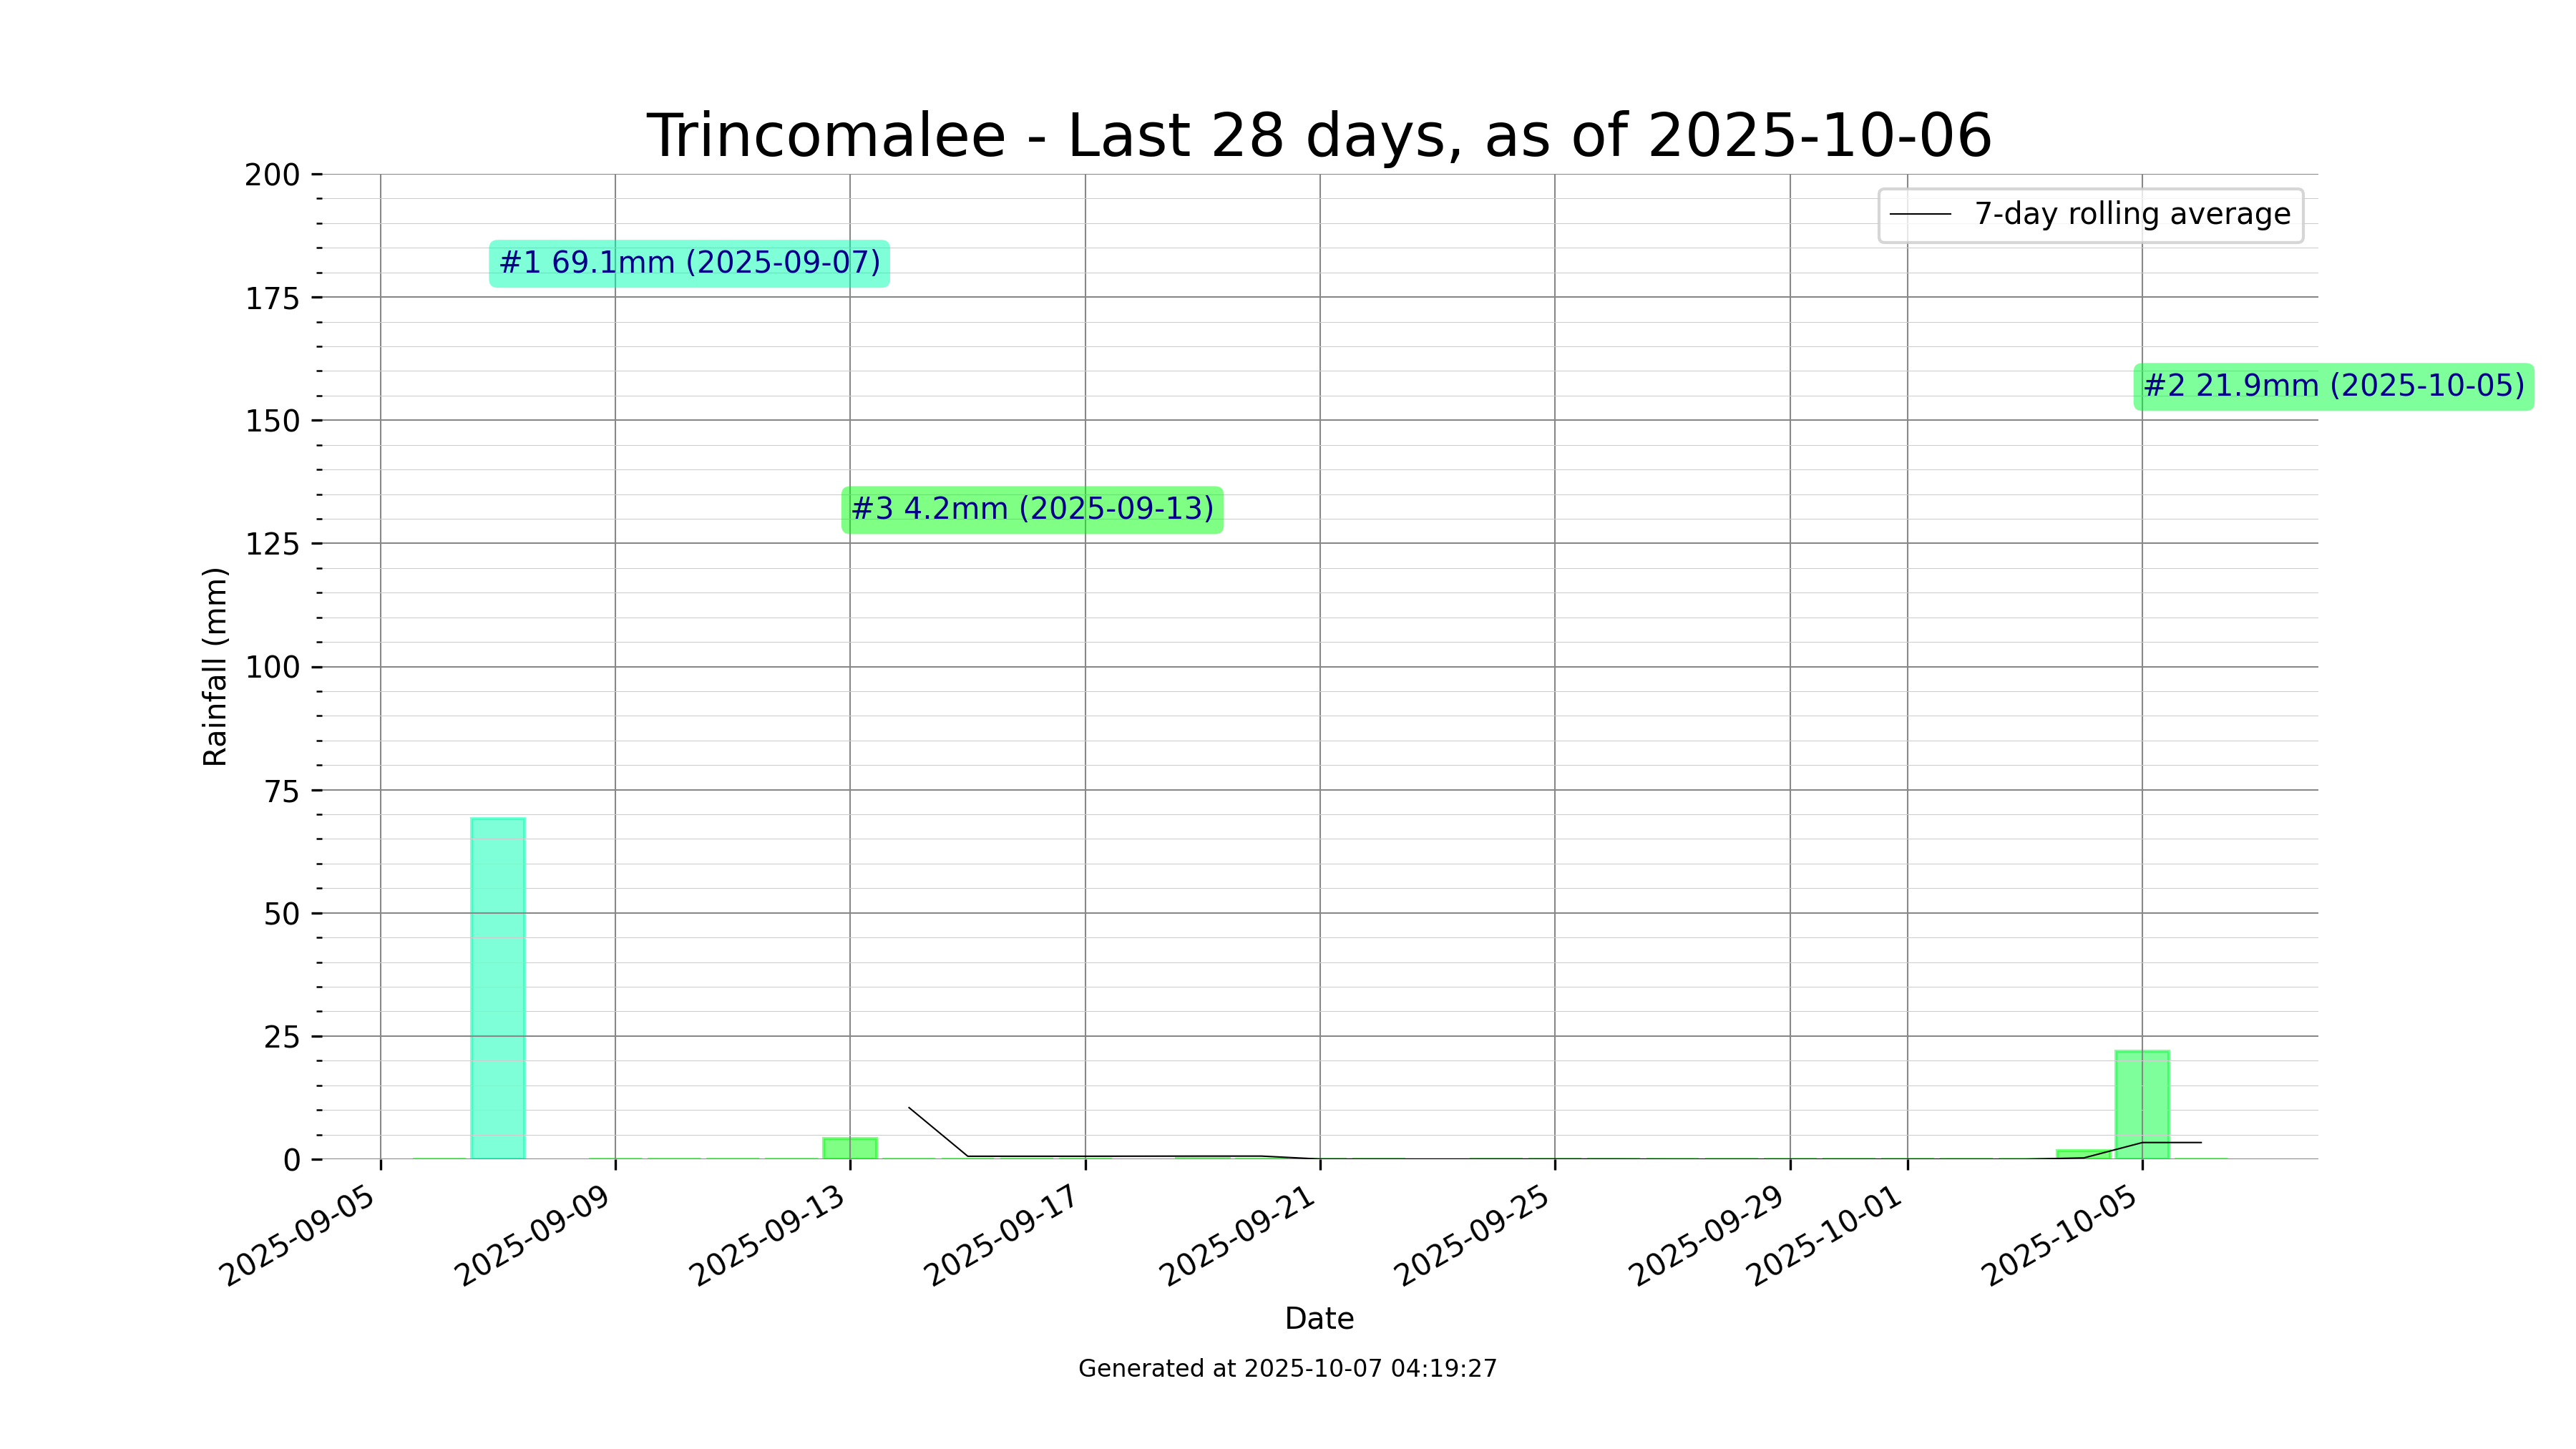 Trincomalee - Last 28 days, as of 2025-10-06
200
175
150
125
100
75
50
25
0
Rainfall (mm)
7-day rolling average
#1 69.1mm (2025-09-07)
#2 21.9mm (2025-10-05)
#3 4.2mm (2025-09-13)
2025-09-05
2025-09-09
2025-09-13
2025-09-17
2025-09-21
2025-09-25
2025-09-29
2025-10-01
2025-10-05
Date
Generated at 2025-10-07 04:19:27